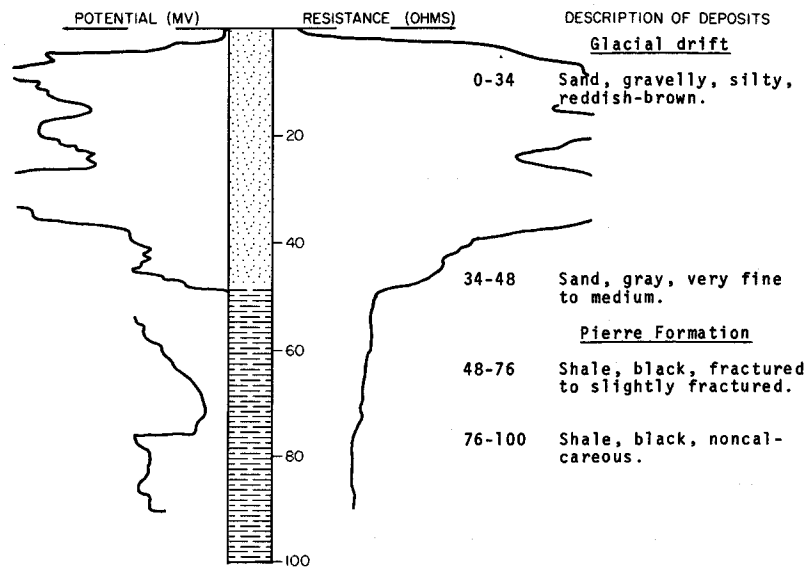 POTENTIAL (MV) RESISTANCE (OHMS) DESCRIPTION OF DEPOSITS
Glacial drift
0-34 Sand, gravelly, silty,
reddish-brown.
20
40
34-48 Sand, gray, very fine
to medium.
Pierre Formation
60
48-76 Shale, black, fractured
to slightly fractured.
76-100 Shale, black, noncal-
careous.
80
100